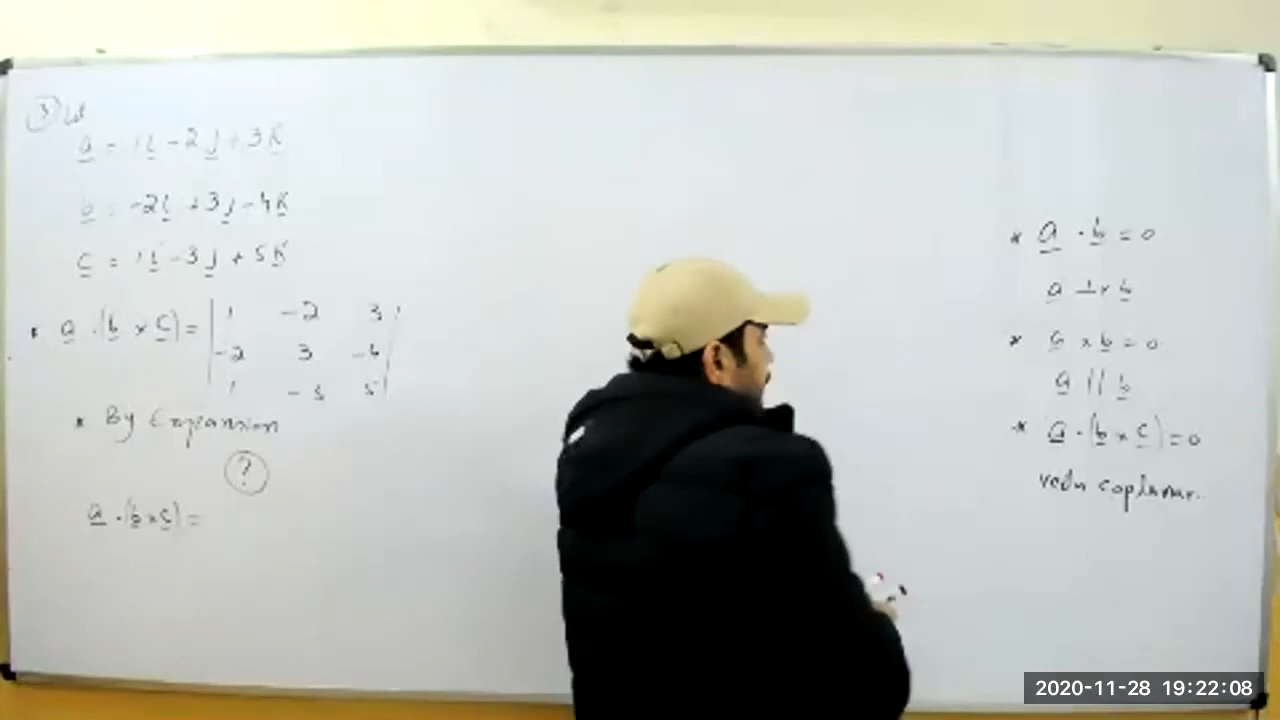 ③ Let
a = 1i - 2j + 3k
b = -2i + 3j - 4k
c = 1i - 3j + 5k
* a · (b × c) = | 1 -2 3 |
| -2 3 -4 |
| 1 -3 5 |
* By Expansion
?
a · (b × c) =
* a · b = 0
a ⊥r b
* a × b = 0
a || b
* a · (b × c) = 0
coplanar.
2020-11-28 19:22:08